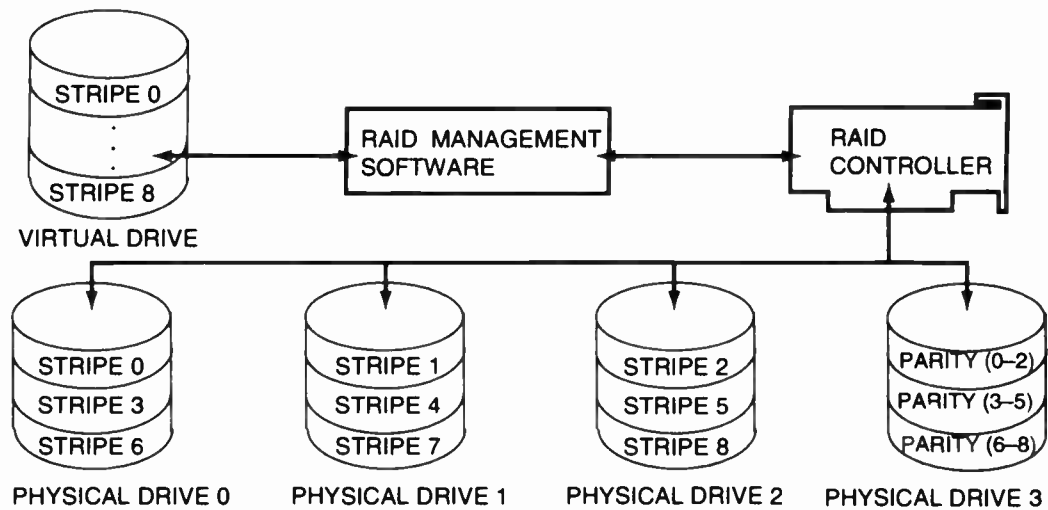 STRIPE 0
RAID MANAGEMENT
SOFTWARE
RAID
CONTROLLER
STRIPE 8
VIRTUAL DRIVE
STRIPE 0
STRIPE 3
STRIPE 6
PHYSICAL DRIVE 0
STRIPE 1
STRIPE 4
STRIPE 7
PHYSICAL DRIVE 1
STRIPE 2
STRIPE 5
STRIPE 8
PHYSICAL DRIVE 2
PARITY (0–2)
PARITY (3–5)
PARITY (6–8)
PHYSICAL DRIVE 3